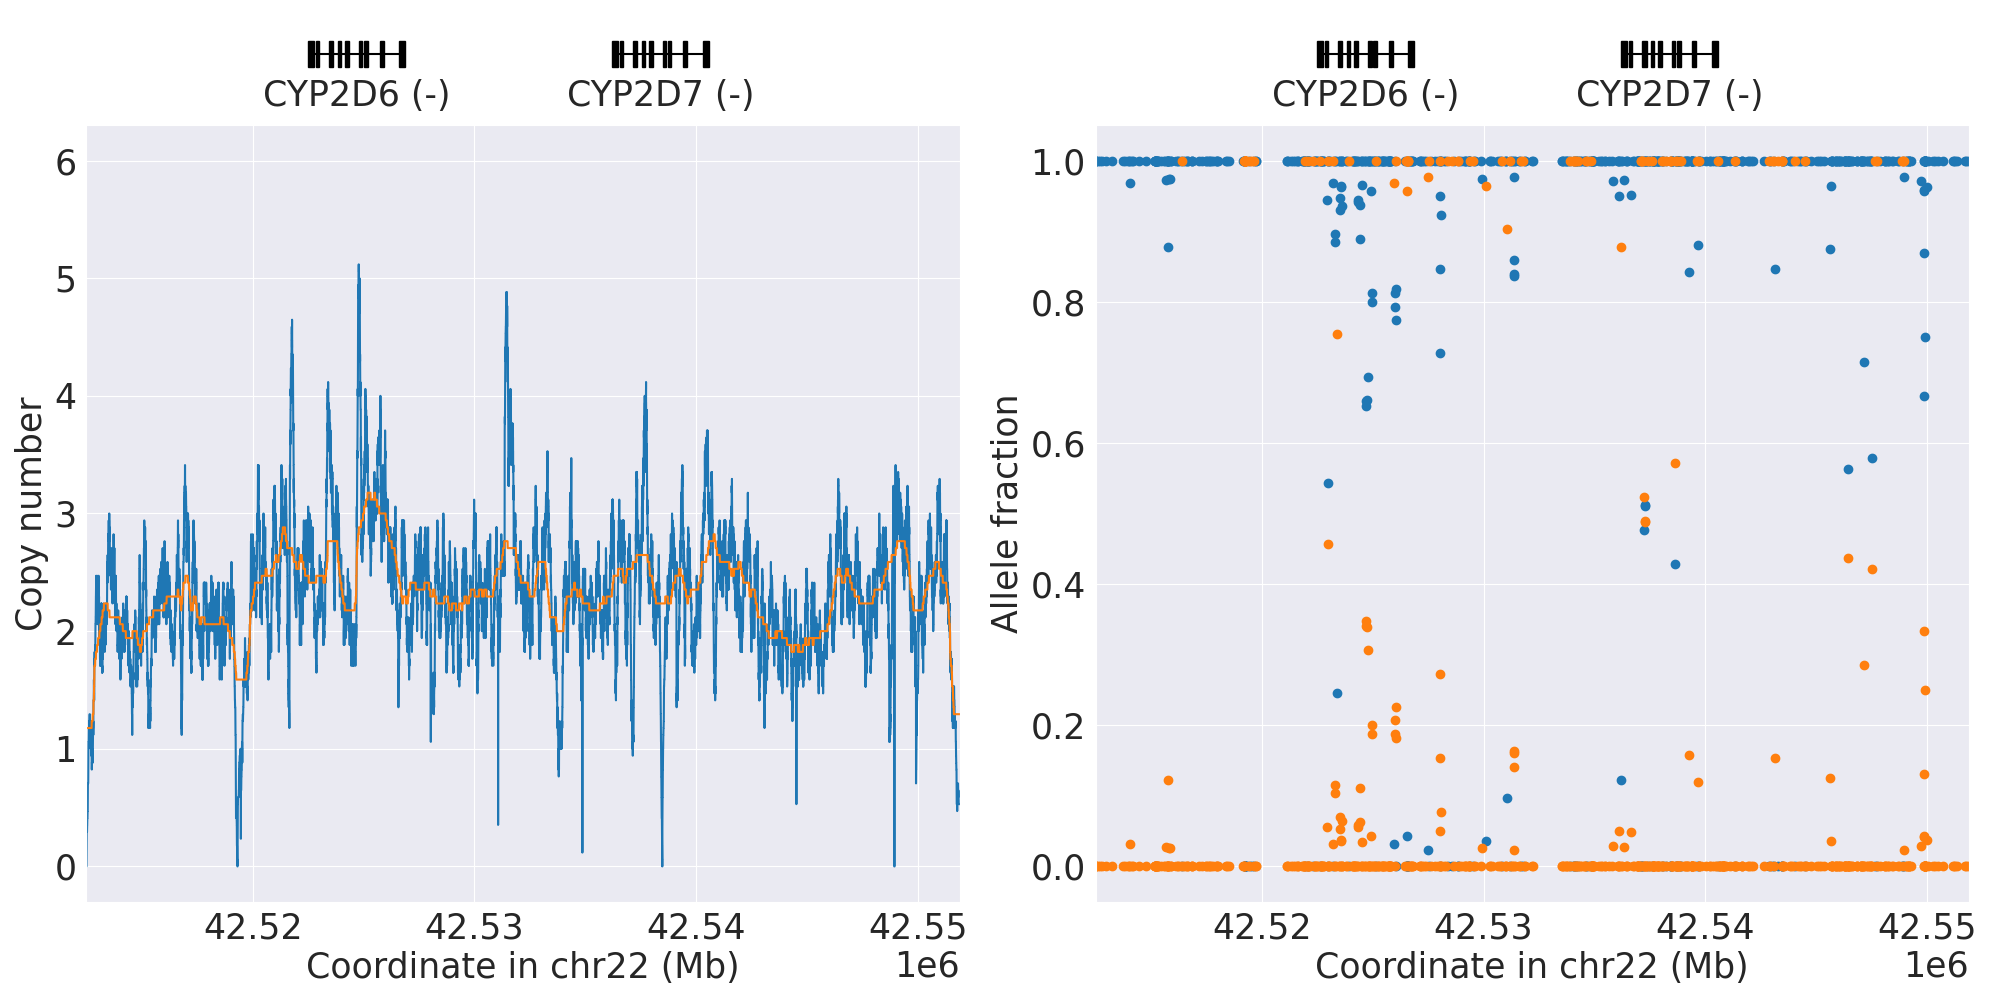 CYP2D6 (-) CYP2D7 (-)
6
5
4
3
2
1
0
Copy number
42.52 42.53 42.54 42.55
Coordinate in chr22 (Mb)
1e6
CYP2D6 (-) CYP2D7 (-)
1.0
0.8
0.6
0.4
0.2
0.0
Allele fraction
42.52 42.53 42.54 42.55
Coordinate in chr22 (Mb)
1e6